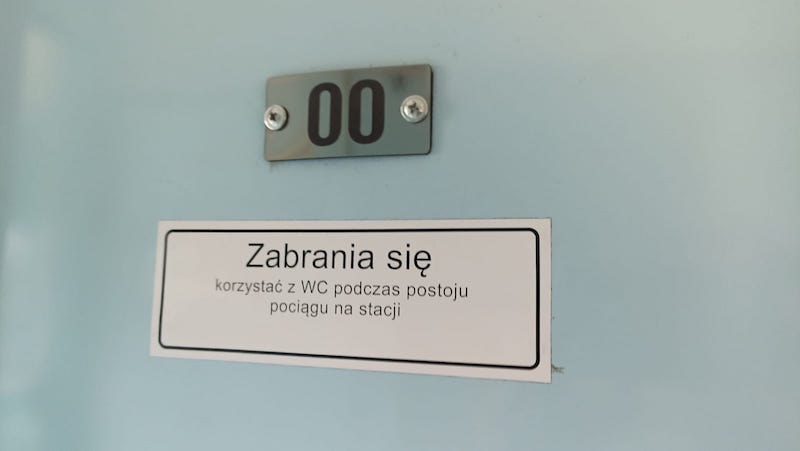 00
Zabrania się
korzystać z WC podczas postoju
pociągu na stacji